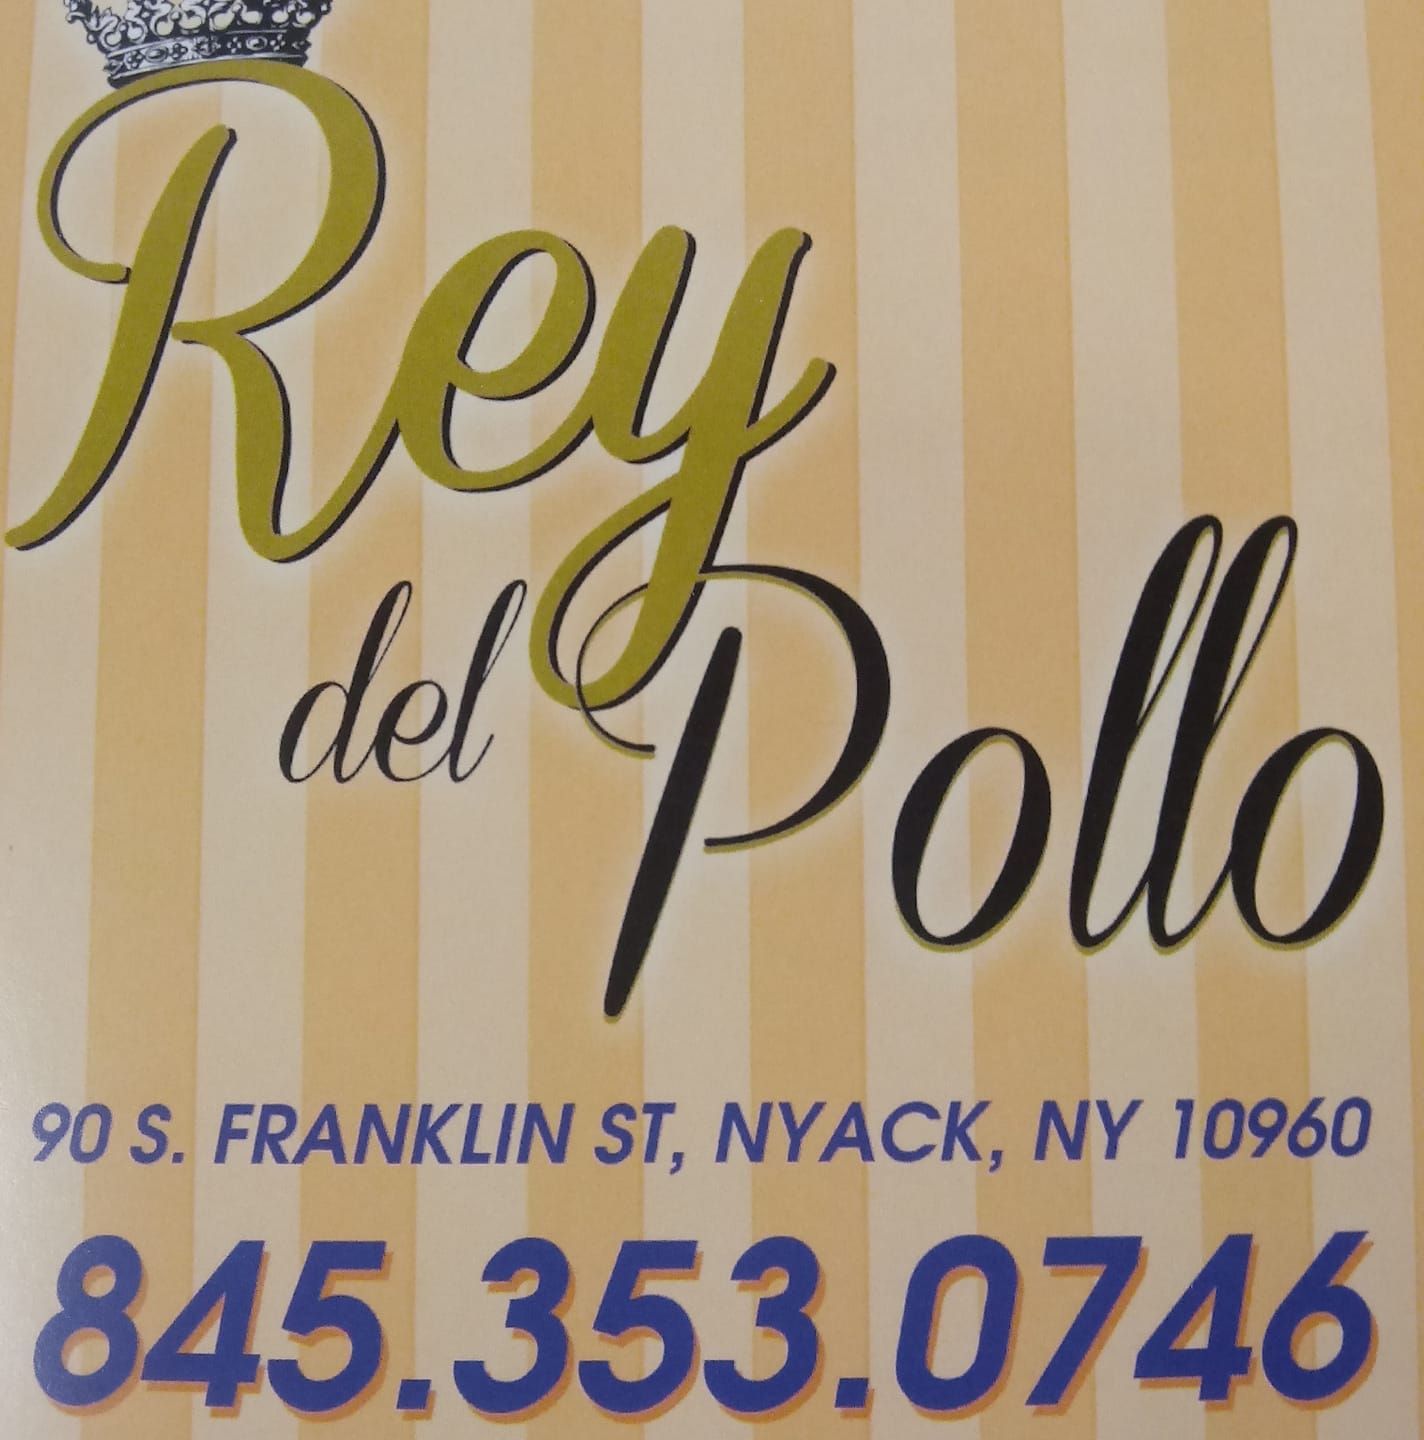 Rey
del Pollo
90 S. FRANKLIN ST, NYACK, NY 10960
845.353.0746